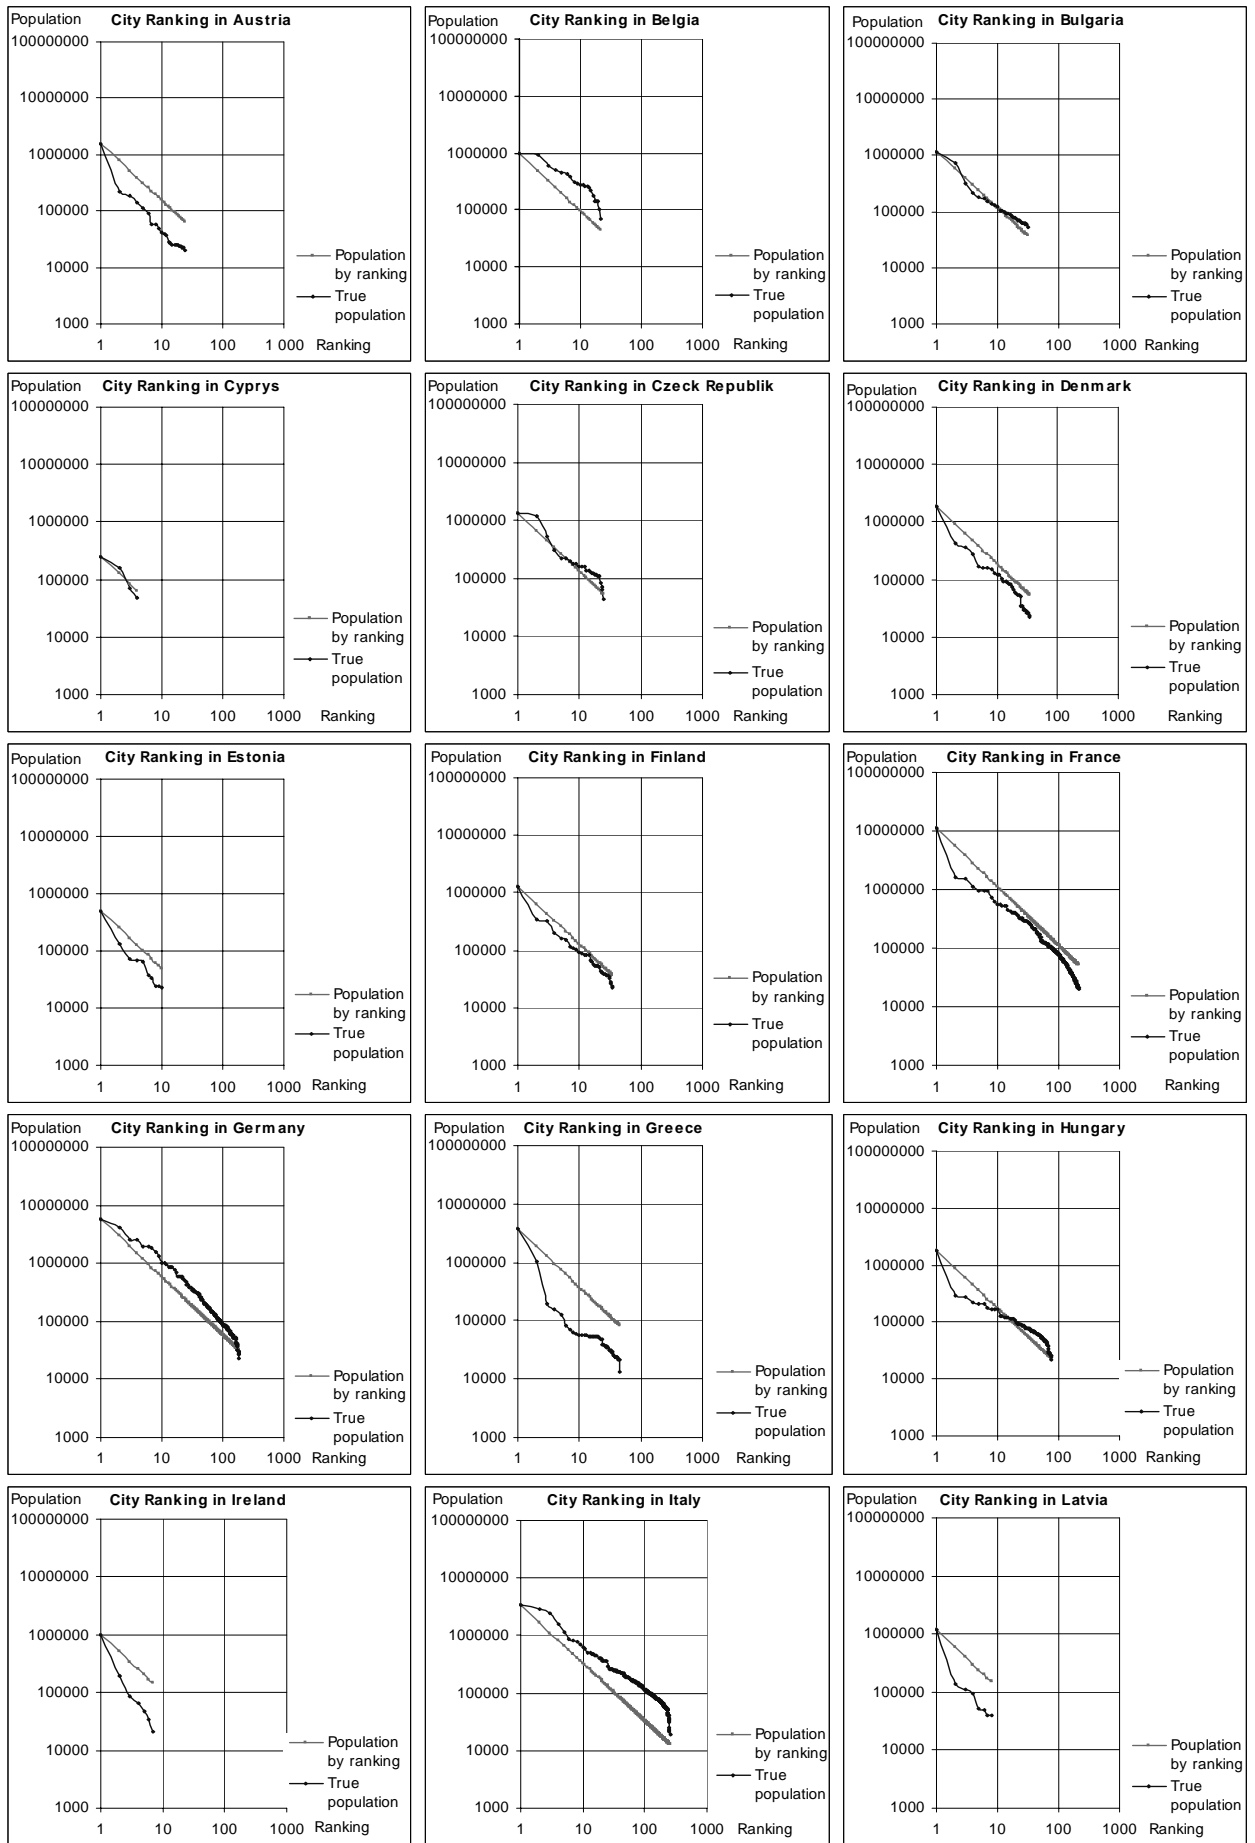 Population City Ranking in Austria
100000000
10000000
1000000
100000
10000
1000
1 10 100 1 000 Ranking
Population
by ranking
True
population
Population City Ranking in Belgia
100000000
10000000
1000000
100000
10000
1000
1 10 100 1000 Ranking
Population
by ranking
True
population
Population City Ranking in Bulgaria
100000000
10000000
1000000
100000
10000
1000
1 10 100 1000 Ranking
Population
by ranking
True
population
Population City Ranking in Cyprys
100000000
10000000
1000000
100000
10000
1000
1 10 100 1000 Ranking
Population
by ranking
True
population
Population City Ranking in Czeck Republik
100000000
10000000
1000000
100000
10000
1000
1 10 100 1000 Ranking
Population
by ranking
True
population
Population City Ranking in Denmark
100000000
10000000
1000000
100000
10000
1000
1 10 100 1000 Ranking
Population
by ranking
True
population
Population City Ranking in Estonia
100000000
10000000
1000000
100000
10000
1000
1 10 100 1000 Ranking
Population
by ranking
True
population
Population City Ranking in Finland
100000000
10000000
1000000
100000
10000
1000
1 10 100 1000 Ranking
Population
by ranking
True
population
Population City Ranking in France
100000000
10000000
1000000
100000
10000
1000
1 10 100 1000 Ranking
Population
by ranking
True
population
Population City Ranking in Germany
100000000
10000000
1000000
100000
10000
1000
1 10 100 1000 Ranking
Population
by ranking
True
population
Population City Ranking in Greece
100000000
10000000
1000000
100000
10000
1000
1 10 100 1000 Ranking
Population
by ranking
True
population
Population City Ranking in Hungary
100000000
10000000
1000000
100000
10000
1000
1 10 100 1000 Ranking
Population
by ranking
True
population
Population City Ranking in Ireland
100000000
10000000
1000000
100000
10000
1000
1 10 100 1000 Ranking
Population
by ranking
True
population
Population City Ranking in Italy
100000000
10000000
1000000
100000
10000
1000
1 10 100 1000 Ranking
Population
by ranking
True
population
Population City Ranking in Latvia
100000000
10000000
1000000
100000
10000
1000
1 10 100 1000 Ranking
Pouplation
by ranking
True
population